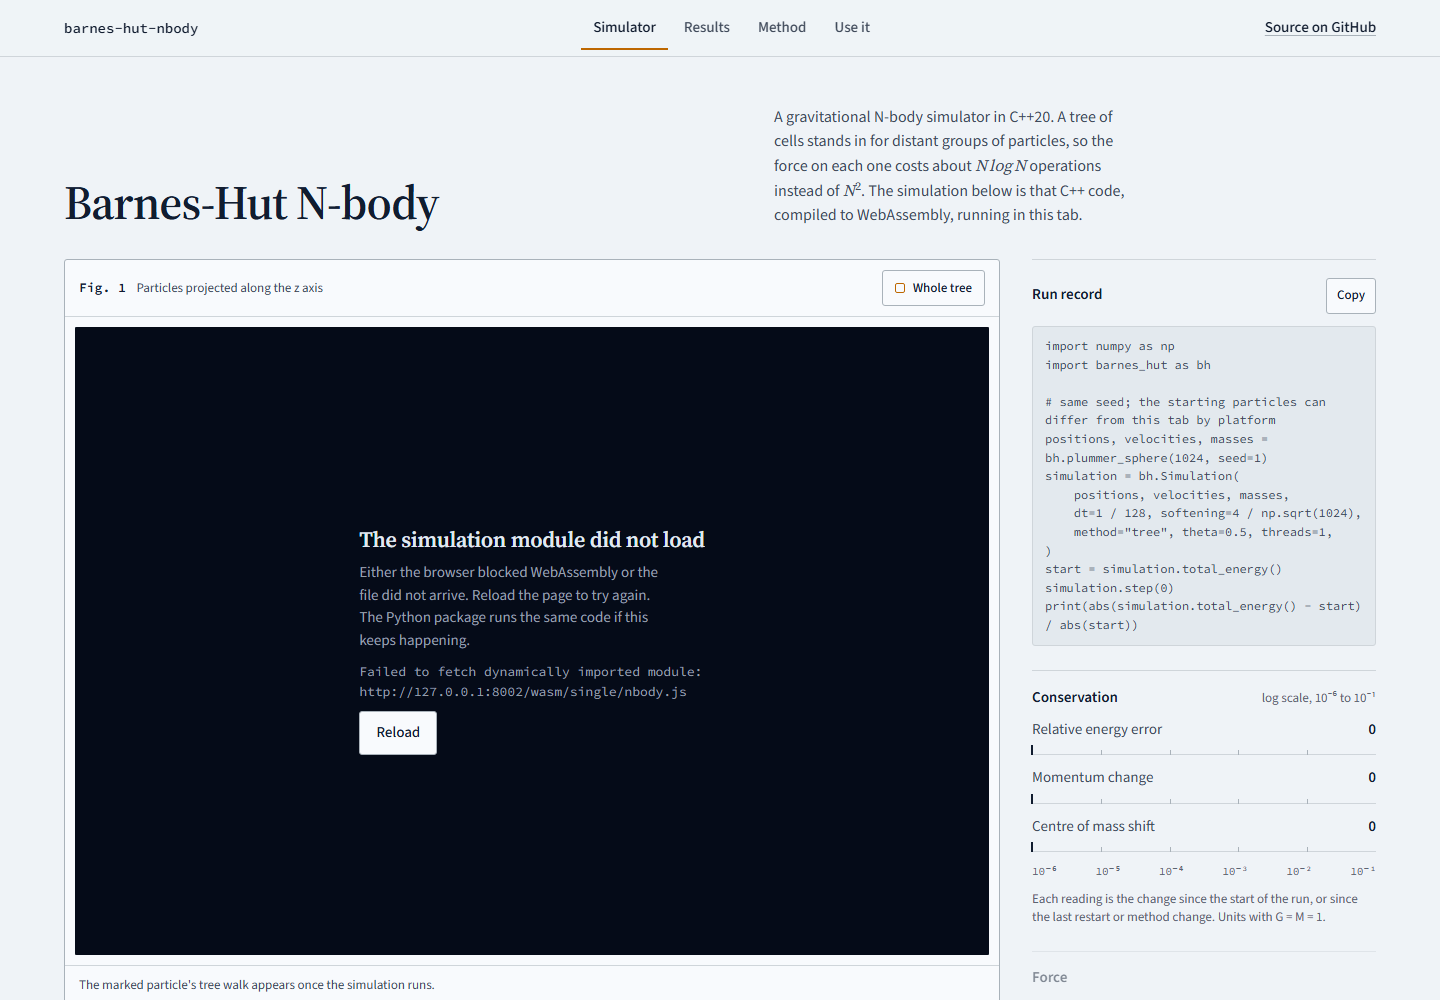 barnes-hut-nbody
Simulator
Results
Method
Use it
Source on GitHub
Barnes-Hut N-body
A gravitational N-body simulator in C++20. A tree of
cells stands in for distant groups of particles, so the
force on each one costs about N log N operations
instead of N². The simulation below is that C++ code,
compiled to WebAssembly, running in this tab.
Fig. 1 Particles projected along the z axis
Whole tree
The simulation module did not load
Either the browser blocked WebAssembly or the
file did not arrive. Reload the page to try again.
The Python package runs the same code if this
keeps happening.
Failed to fetch dynamically imported module:
http://127.0.0.1:8002/wasm/single/nbody.js
Reload
The marked particle's tree walk appears once the simulation runs.
Run record
Copy
import numpy as np
import barnes_hut as bh

# same seed; the starting particles can
differ from this tab by platform
positions, velocities, masses =
bh.plummer_sphere(1024, seed=1)
simulation = bh.Simulation(
    positions, velocities, masses,
    dt=1 / 128, softening=4 / np.sqrt(1024),
    method="tree", theta=0.5, threads=1,
)
start = simulation.total_energy()
simulation.step(0)
print(abs(simulation.total_energy() - start)
/ abs(start))
Conservation
log scale, 10⁻⁶ to 10⁻¹
Relative energy error 0
Momentum change 0
Centre of mass shift 0
10⁻⁶ 10⁻⁵ 10⁻⁴ 10⁻³ 10⁻² 10⁻¹
Each reading is the change since the start of the run, or since
the last restart or method change. Units with G = M = 1.
Force